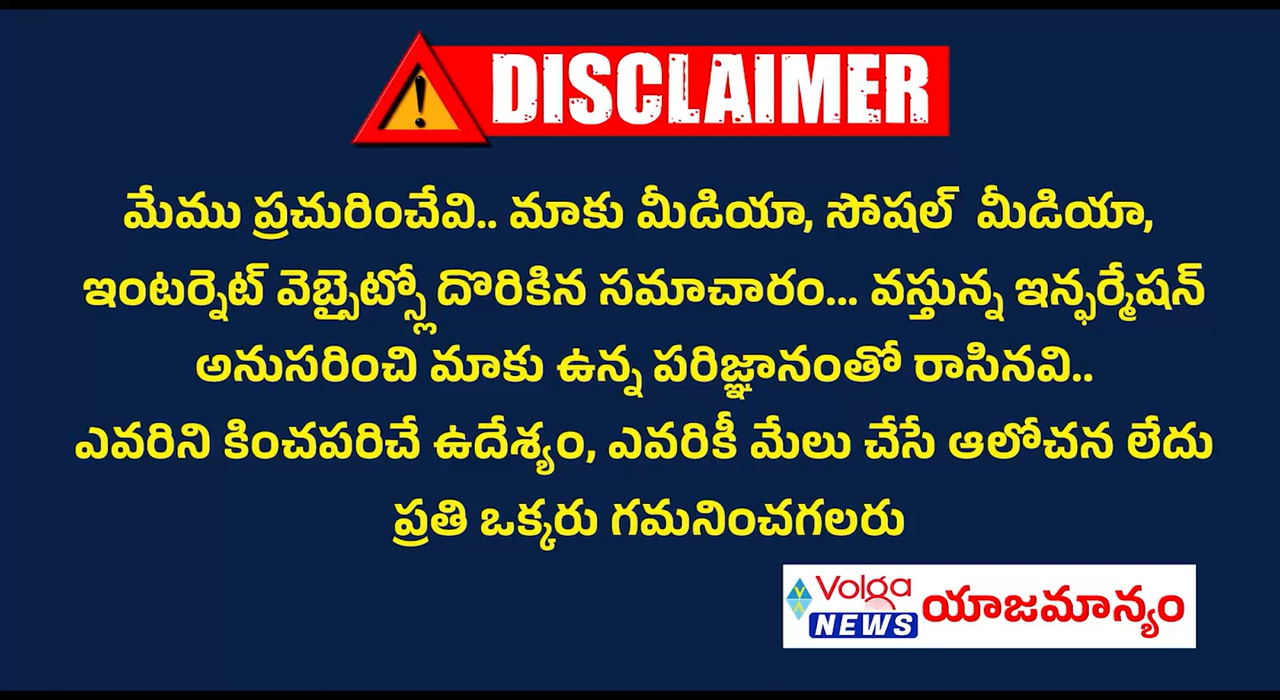 DISCLAIMER
మేము ప్రచురించేవి.. మాకు మీడియా, సోషల్ మీడియా,
ఇంటర్నెట్ వెబ్సైట్స్లో దొరికిన సమాచారం... వస్తున్న ఇన్ఫర్మేషన్
అనుసరించి మాకు ఉన్న పరిజ్ఞానంతో రాసినవి..
ఎవరిని కించపరిచే ఉదేశ్యం, ఎవరికీ మేలు చేసే ఆలోచన లేదు
ప్రతి ఒక్కరు గమనించగలరు
Volga
NEWS యాజమాన్యం